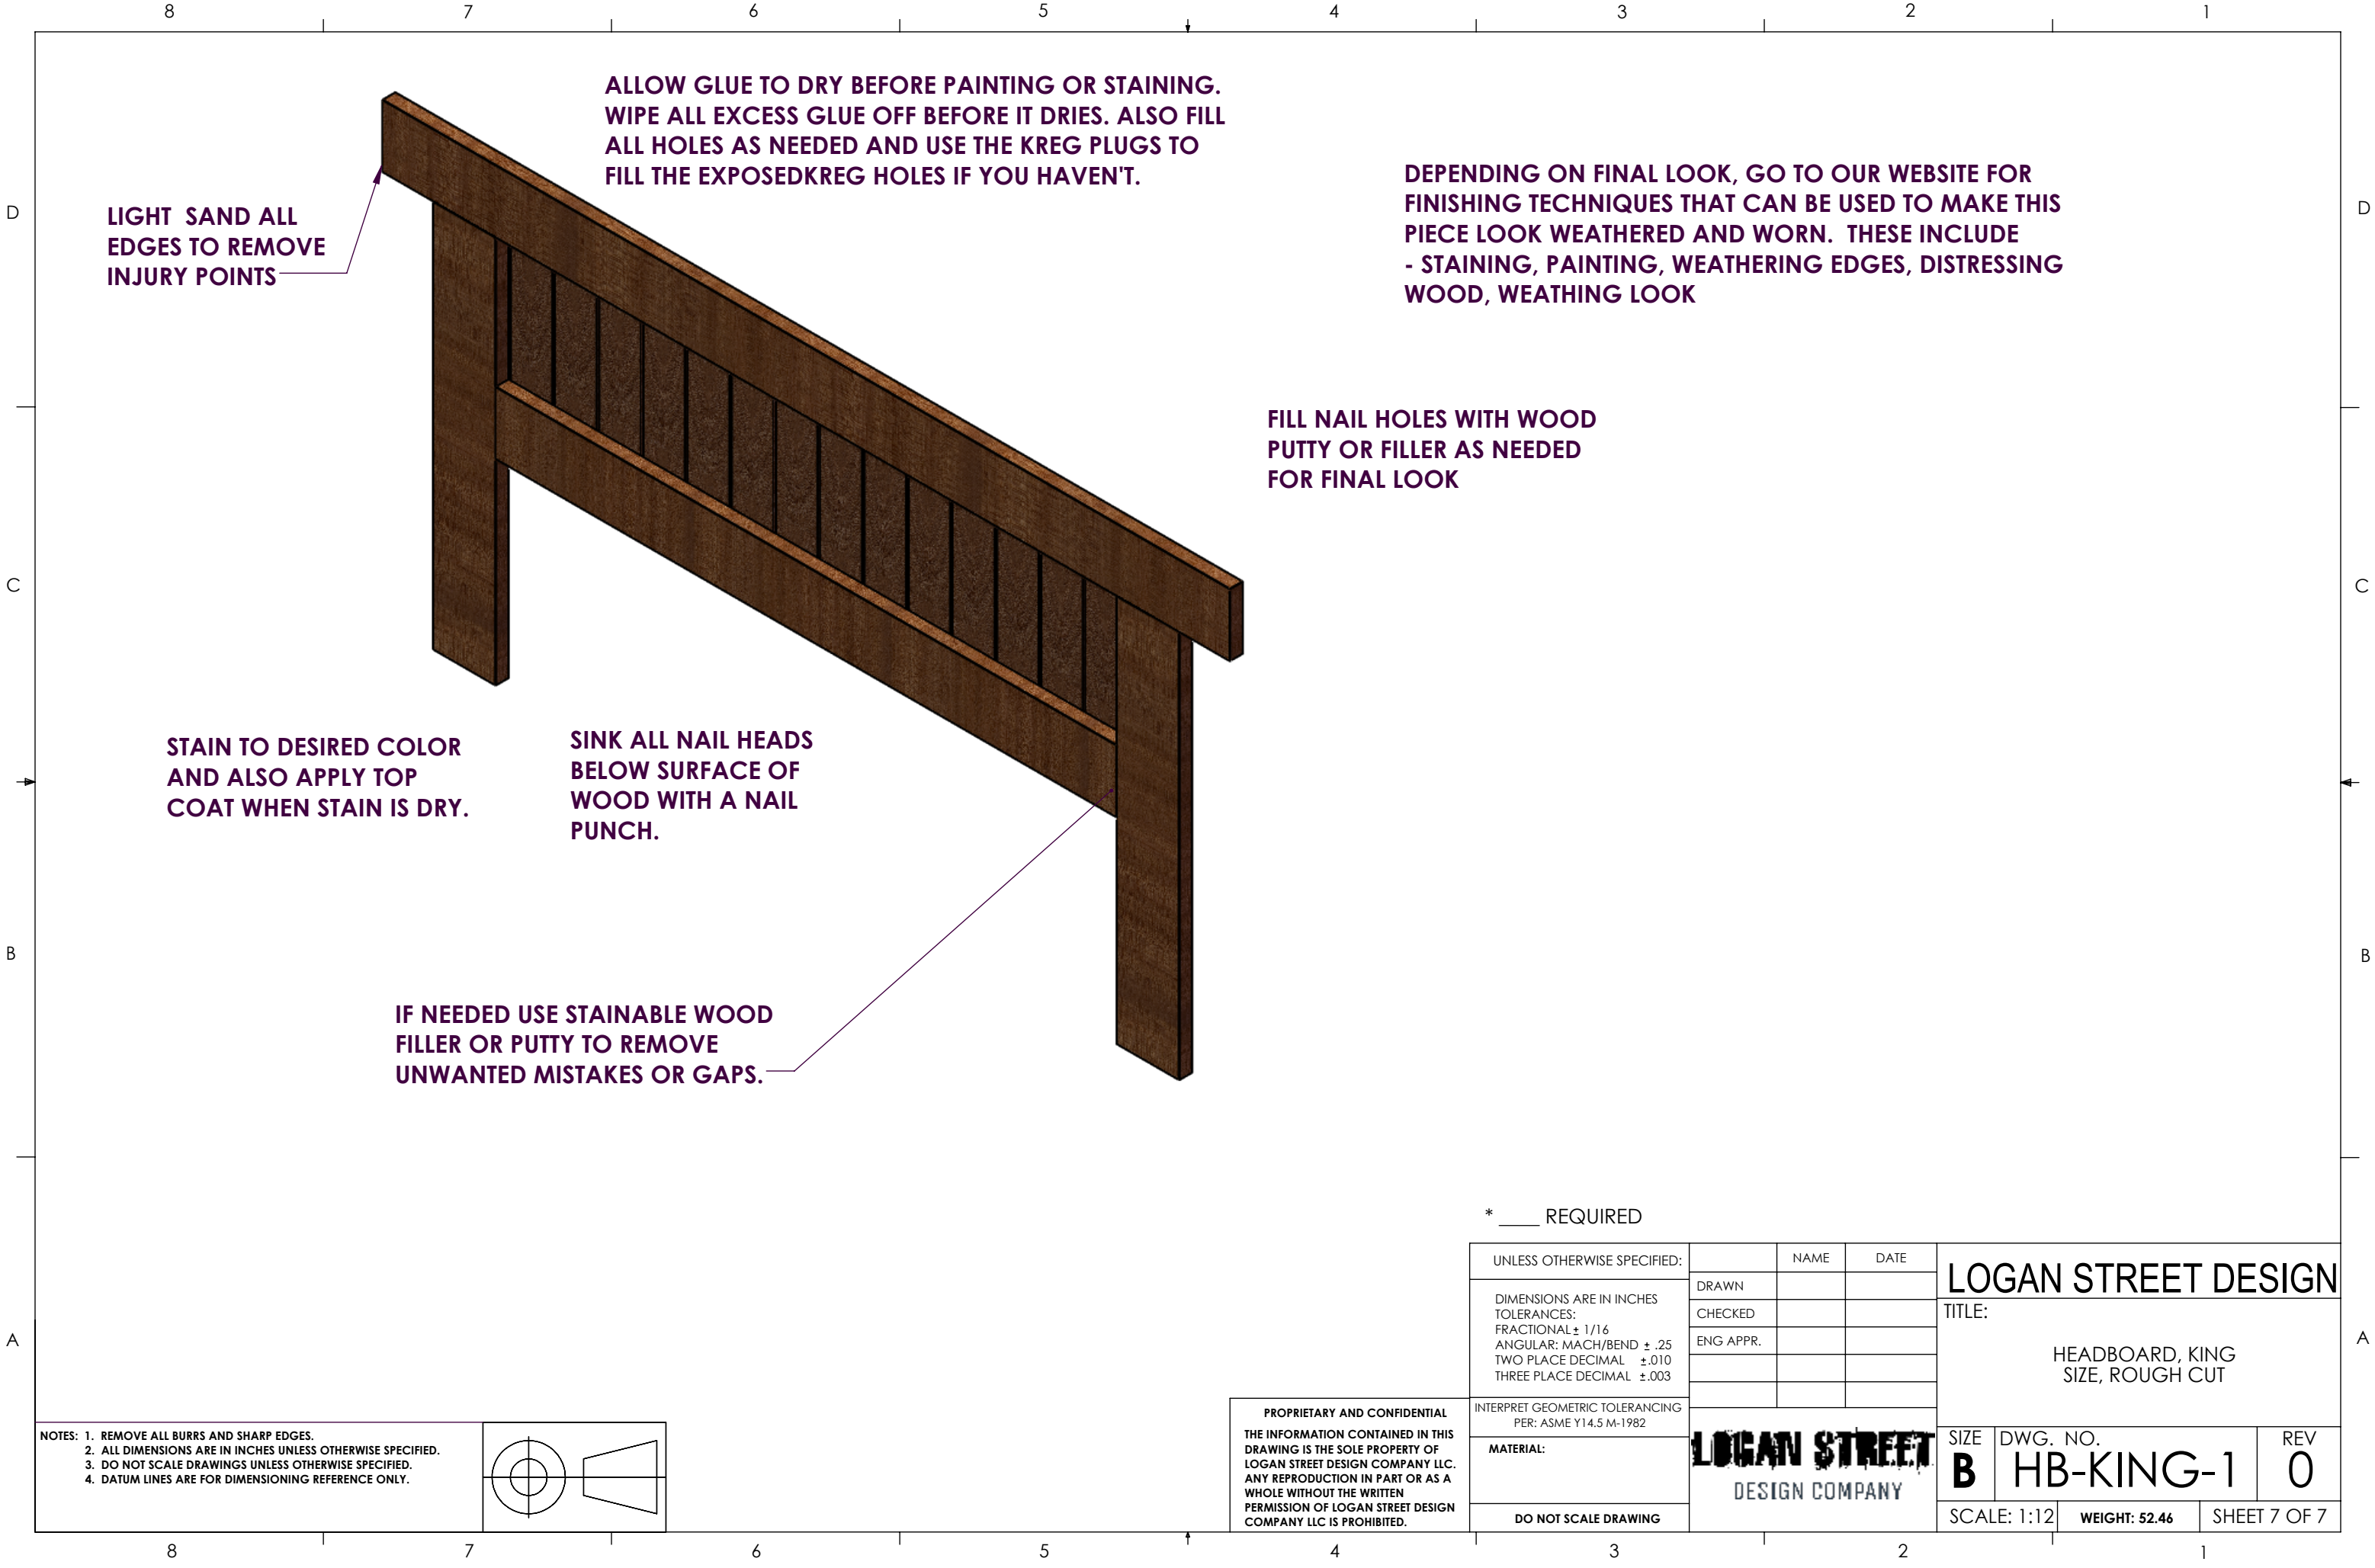 8 7 6 5 4 3 2 1
ALLOW GLUE TO DRY BEFORE PAINTING OR STAINING.
WIPE ALL EXCESS GLUE OFF BEFORE IT DRIES. ALSO FILL
ALL HOLES AS NEEDED AND USE THE KREG PLUGS TO
FILL THE EXPOSEDKREG HOLES IF YOU HAVEN'T.
DEPENDING ON FINAL LOOK, GO TO OUR WEBSITE FOR
FINISHING TECHNIQUES THAT CAN BE USED TO MAKE THIS
PIECE LOOK WEATHERED AND WORN. THESE INCLUDE
- STAINING, PAINTING, WEATHERING EDGES, DISTRESSING
WOOD, WEATHING LOOK
D D
LIGHT SAND ALL
EDGES TO REMOVE
INJURY POINTS
FILL NAIL HOLES WITH WOOD
PUTTY OR FILLER AS NEEDED
FOR FINAL LOOK
C C
STAIN TO DESIRED COLOR
AND ALSO APPLY TOP
COAT WHEN STAIN IS DRY.
SINK ALL NAIL HEADS
BELOW SURFACE OF
WOOD WITH A NAIL
PUNCH.
B B
IF NEEDED USE STAINABLE WOOD
FILLER OR PUTTY TO REMOVE
UNWANTED MISTAKES OR GAPS.
* ____ REQUIRED
A A
NOTES: 1. REMOVE ALL BURRS AND SHARP EDGES.
2. ALL DIMENSIONS ARE IN INCHES UNLESS OTHERWISE SPECIFIED.
3. DO NOT SCALE DRAWINGS UNLESS OTHERWISE SPECIFIED.
4. DATUM LINES ARE FOR DIMENSIONING REFERENCE ONLY.
PROPRIETARY AND CONFIDENTIAL
THE INFORMATION CONTAINED IN THIS
DRAWING IS THE SOLE PROPERTY OF
LOGAN STREET DESIGN COMPANY LLC.
ANY REPRODUCTION IN PART OR AS A
WHOLE WITHOUT THE WRITTEN
PERMISSION OF LOGAN STREET DESIGN
COMPANY LLC IS PROHIBITED.
UNLESS OTHERWISE SPECIFIED:
DIMENSIONS ARE IN INCHES
TOLERANCES:
FRACTIONAL ± 1/16
ANGULAR: MACH/BEND ± .25
TWO PLACE DECIMAL ±.010
THREE PLACE DECIMAL ±.003
INTERPRET GEOMETRIC TOLERANCING
PER: ASME Y14.5 M-1982
MATERIAL:
DO NOT SCALE DRAWING
NAME DATE
DRAWN
CHECKED
ENG APPR.
LOGAN STREET
DESIGN COMPANY
LOGAN STREET DESIGN
TITLE:
HEADBOARD, KING
SIZE, ROUGH CUT
SIZE DWG. NO. REV
B HB-KING-1 0
SCALE: 1:12 WEIGHT: 52.46 SHEET 7 OF 7
8 7 6 5 4 3 2 1